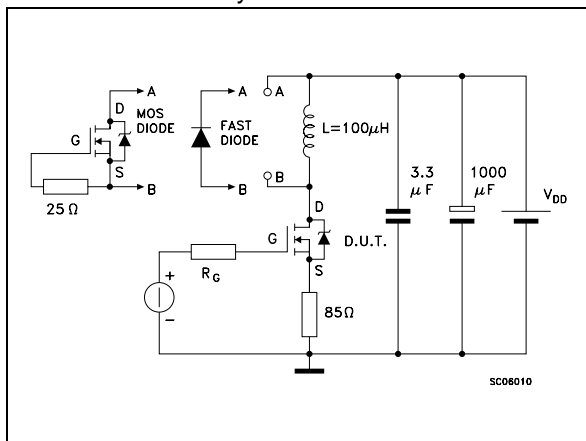 A
D
MOS
DIODE
G
S
B
25 Ω
A
FAST
DIODE
B
A
L=100µH
B
D
G
D.U.T.
S
R_G
+
-
85Ω
3.3
µF
1000
µF
V_DD
SC06010